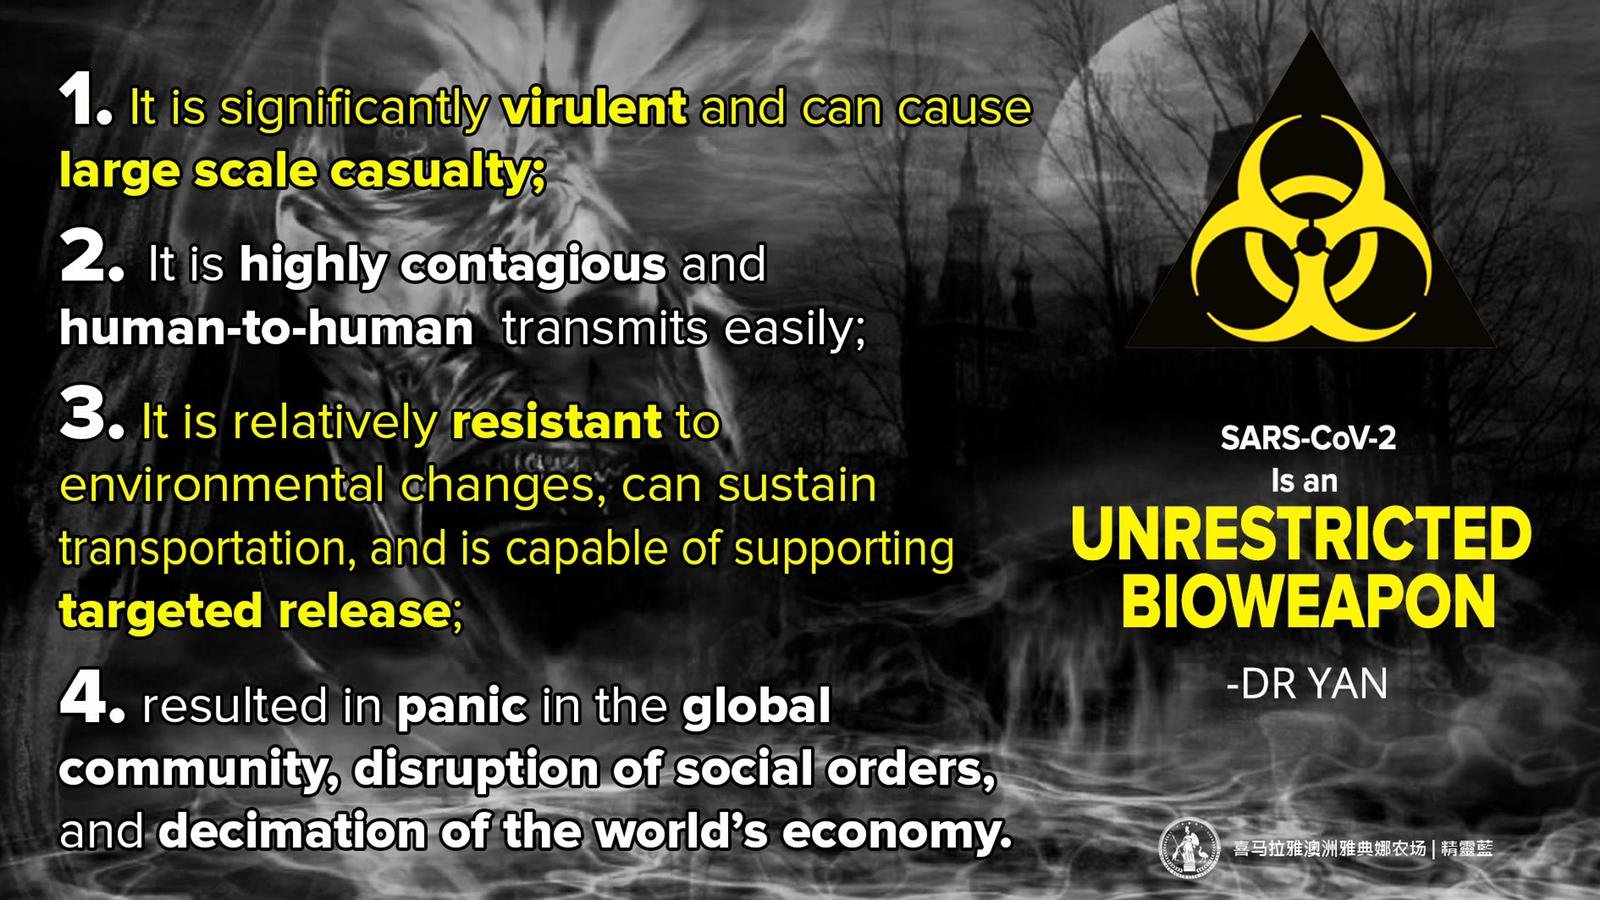 1. It is significantly virulent and can cause
large scale casualty;
2. It is highly contagious and
human-to-human transmits easily;
3. It is relatively resistant to
environmental changes, can sustain
transportation, and is capable of supporting
targeted release;
4. resulted in panic in the global
community, disruption of social orders,
and decimation of the world's economy.
SARS-CoV-2
Is an
UNRESTRICTED
BIOWEAPON
-DR YAN
喜马拉雅澳洲雅典娜农场 | 精靈藍